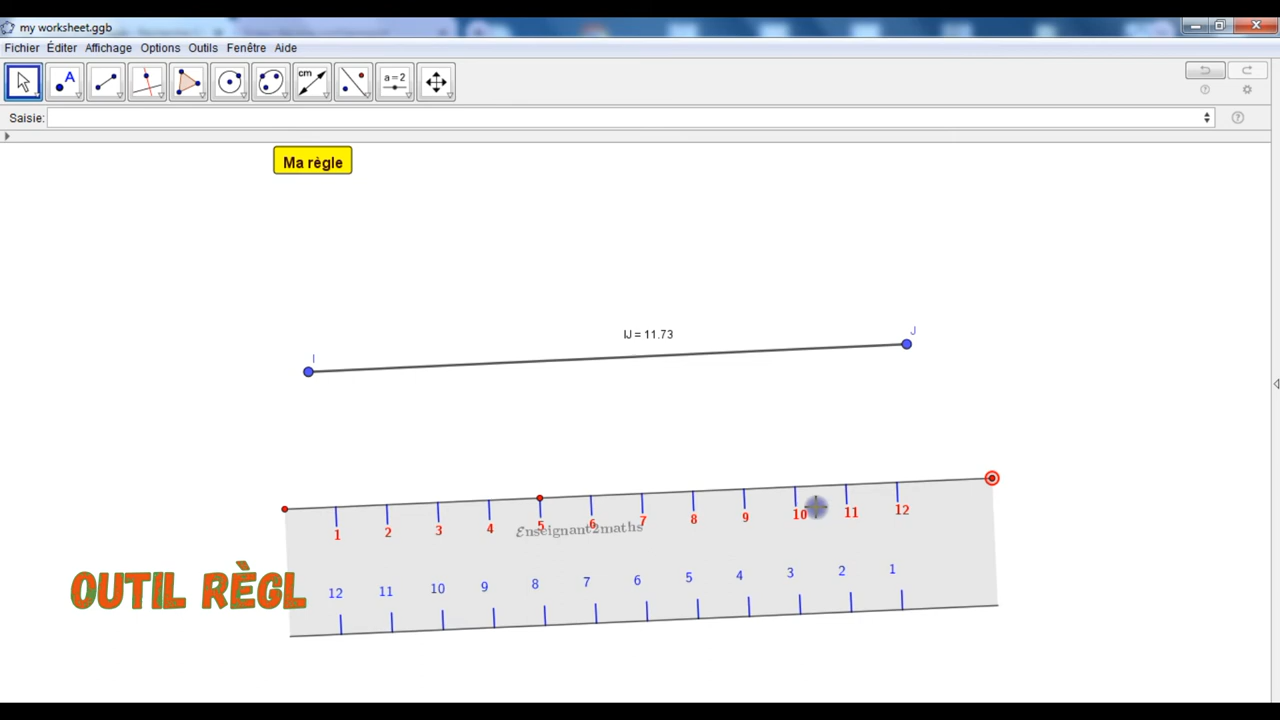 my worksheet.ggb
Fichier Éditer Affichage Options Outils Fenêtre Aide
A
cm
a = 2
Saisie:
Ma règle
IJ = 11.73
I
J
1 2 3 4 5 6 7 8 9 10 11 12
Enseignant2maths
12 11 10 9 8 7 6 5 4 3 2 1
OUTIL RÈGL